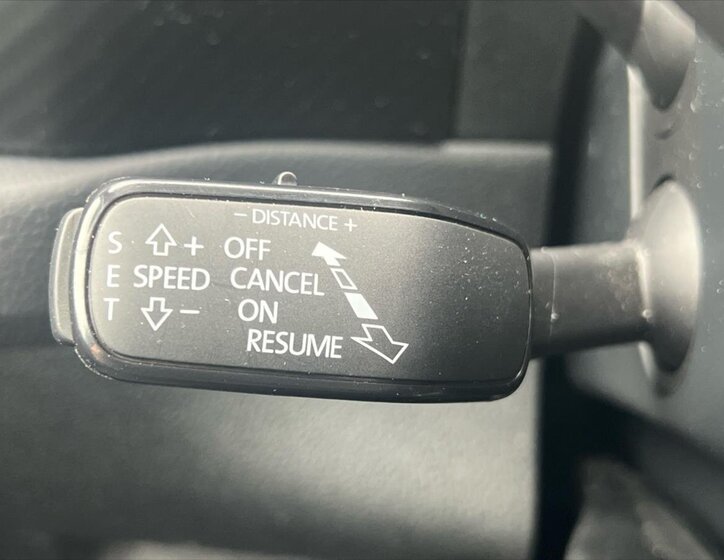 - DISTANCE +
S + OFF
E SPEED CANCEL
T - ON
RESUME